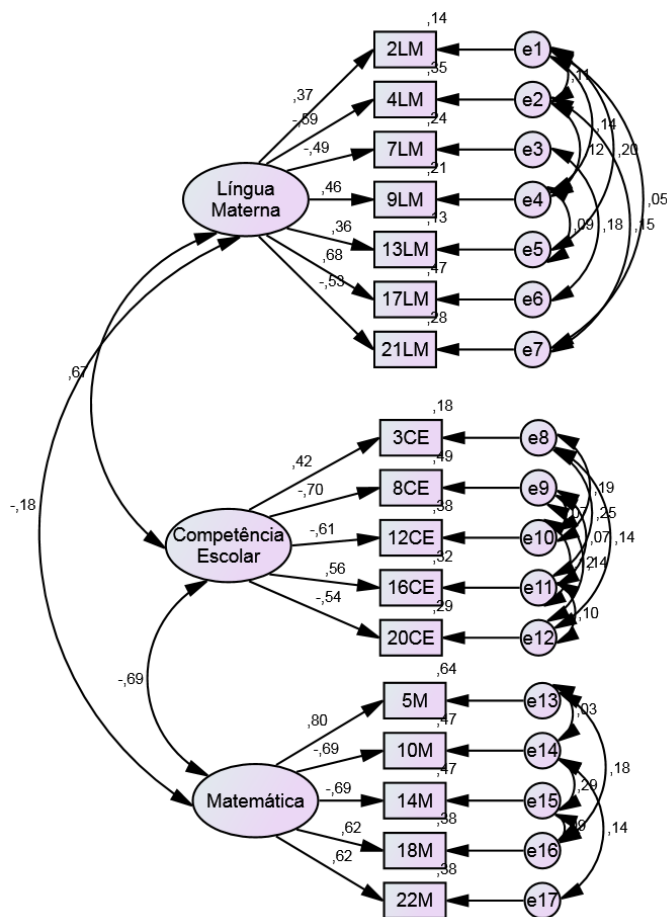 ,14
2LM
e1
,35
,11
,37
4LM
e2
-,59
,24
,14
7LM
e3
-,49
,12
,20
,21
Língua
Materna
,46
9LM
e4
,05
,13
,36
,09
,18
,15
13LM
e5
,68
,47
17LM
e6
-,53
,28
21LM
e7
,67
-,18
,18
3CE
e8
,42
,49
8CE
e9
,19
-,70
,38
,07
,25
Competência
Escolar
-,61
12CE
e10
,07
,14
,32
,14
,56
16CE
e11
-,54
,29
,10
20CE
e12
-,69
,64
5M
e13
,03
,80
,47
10M
e14
-,69
,47
,18
Matemática
-,69
14M
e15
,29
,38
,62
18M
e16
,14
,62
,38
22M
e17